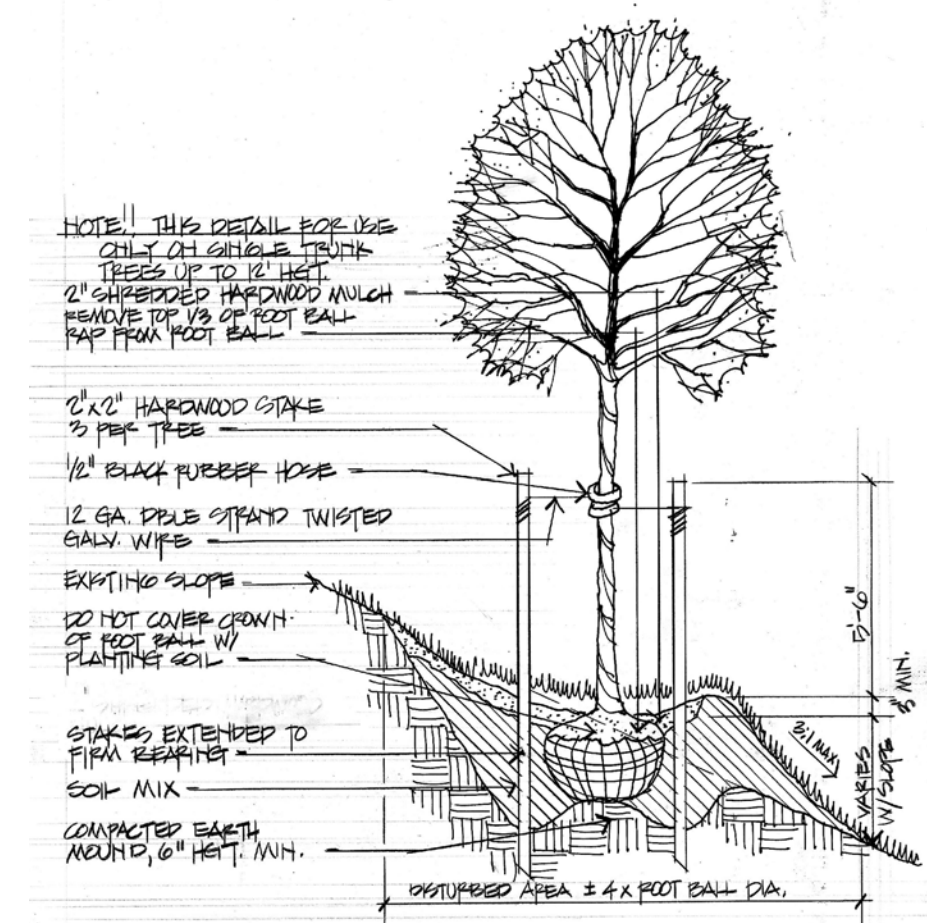 NOTE!! THIS DETAIL FOR USE
ONLY ON SINGLE TRUNK
TREES UP TO 12' HGT.
2" SHREDDED HARDWOOD MULCH
REMOVE TOP 1/3 OF ROOT BALL
RAP FROM ROOT BALL
2"x2" HARDWOOD STAKE
3 PER TREE
1/2" BLACK RUBBER HOSE
12 GA. DBLE STRAND TWISTED
GALV. WIRE
EXISTING SLOPE
DO NOT COVER CROWN
OF ROOT BALL W/
PLANTING SOIL
STAKES EXTENDED TO
FIRM BEARING
SOIL MIX
COMPACTED EARTH
MOUND, 6" HGT. MIN.
5'-6"
3" MIN.
3:1 MAX
VARIES
W/ SLOPE
DISTURBED AREA ± 4 x ROOT BALL DIA.